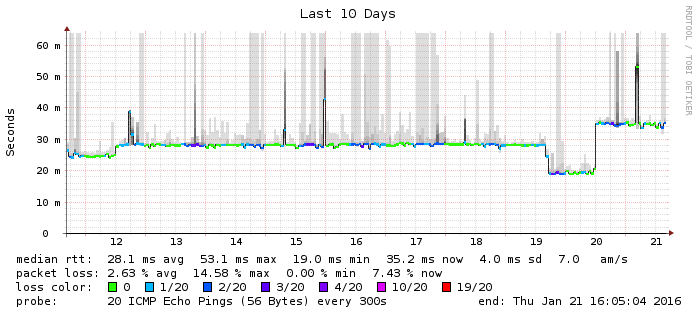 Last 10 Days
RRDTOOL / TOBI OETIKER
Seconds
60 m
50 m
40 m
30 m
20 m
10 m
0
12 13 14 15 16 17 18 19 20 21
median rtt: 28.1 ms avg 53.1 ms max 19.0 ms min 35.2 ms now 4.0 ms sd 7.0 am/s
packet loss: 2.63 % avg 14.58 % max 0.00 % min 7.43 % now
loss color: 0 1/20 2/20 3/20 4/20 10/20 19/20
probe: 20 ICMP Echo Pings (56 Bytes) every 300s end: Thu Jan 21 16:05:04 2016